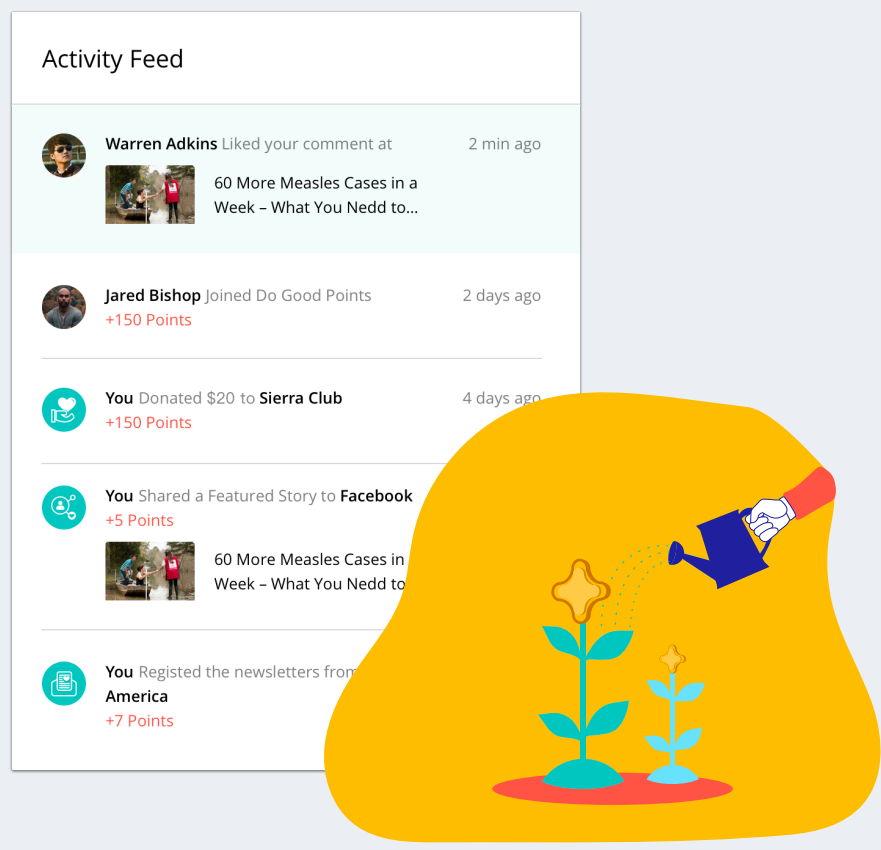 Activity Feed
Warren Adkins Liked your comment at
2 min ago
60 More Measles Cases in a
Week – What You Nedd to...
Jared Bishop Joined Do Good Points
2 days ago
+150 Points
You Donated $20 to Sierra Club
4 days ago
+150 Points
You Shared a Featured Story to Facebook
+5 Points
60 More Measles Cases in
Week – What You Nedd to
You Registed the newsletters from
America
+7 Points